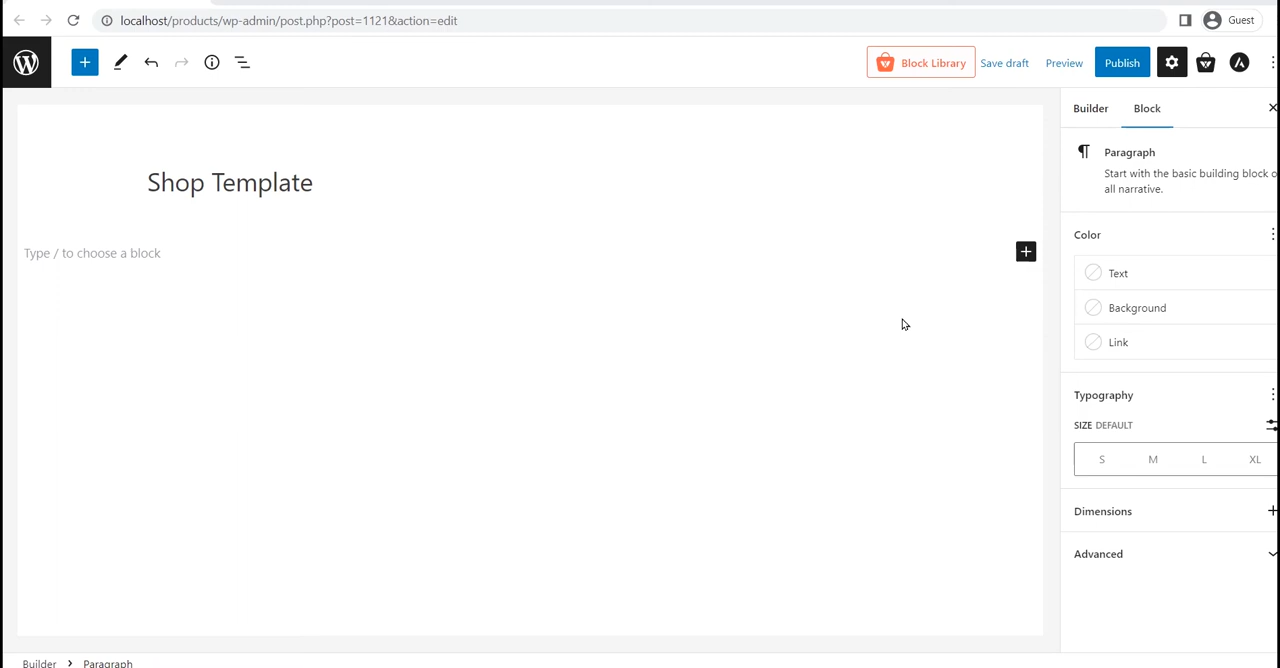 localhost/products/wp-admin/post.php?post=1121&action=edit
Guest
Block Library
Save draft
Preview
Publish
Builder
Block
Paragraph
Start with the basic building block o
all narrative.
Shop Template
Type / to choose a block
Color
Text
Background
Link
Typography
SIZE DEFAULT
S M L XL
Dimensions
Advanced
Builder > Paragraph